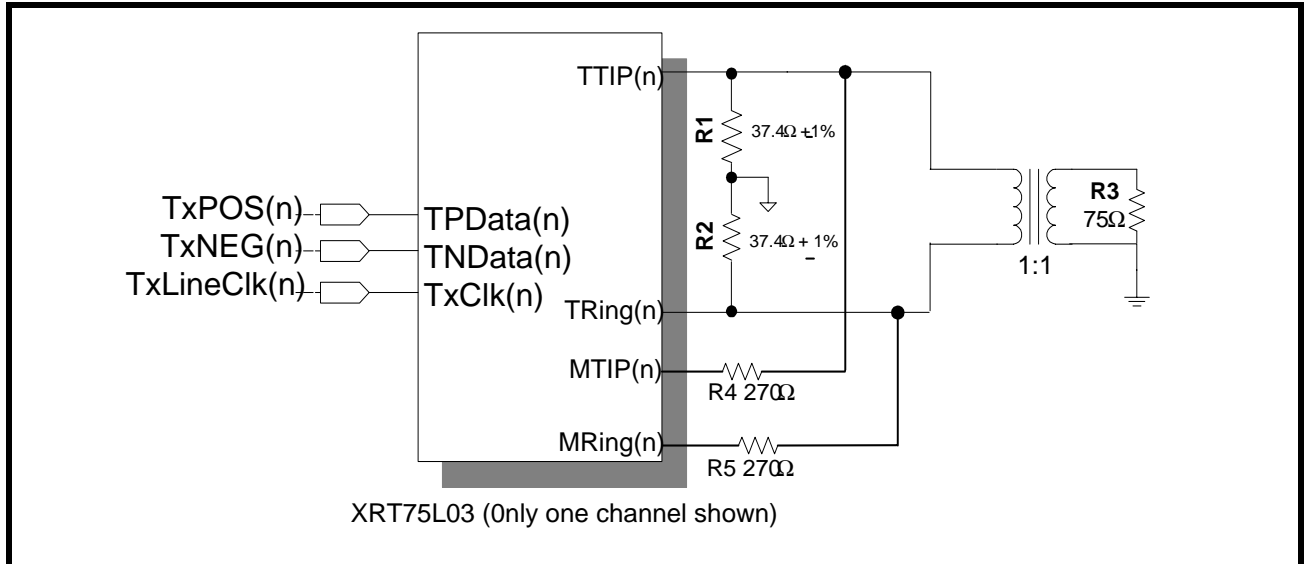 TTIP(n)
R1
37.4Ω ±1%
TxPOS(n)
TPData(n)
TxNEG(n)
TNData(n)
TxLineClk(n)
TxClk(n)
R2
37.4Ω ± 1%
R3
75Ω
1:1
TRing(n)
MTIP(n)
R4 270Ω
MRing(n)
R5 270Ω
XRT75L03 (0nly one channel shown)